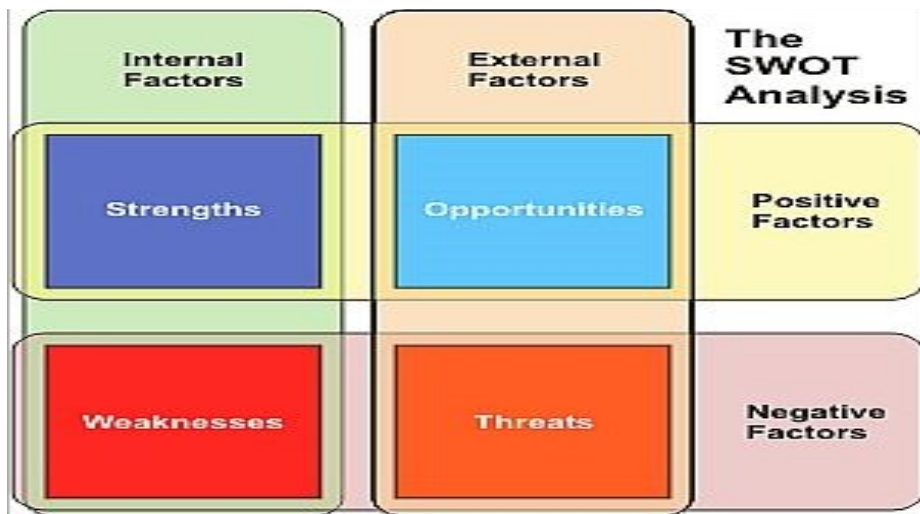 Internal
Factors
External
Factors
The
SWOT
Analysis
Strengths
Opportunities
Positive
Factors
Weaknesses
Threats
Negative
Factors